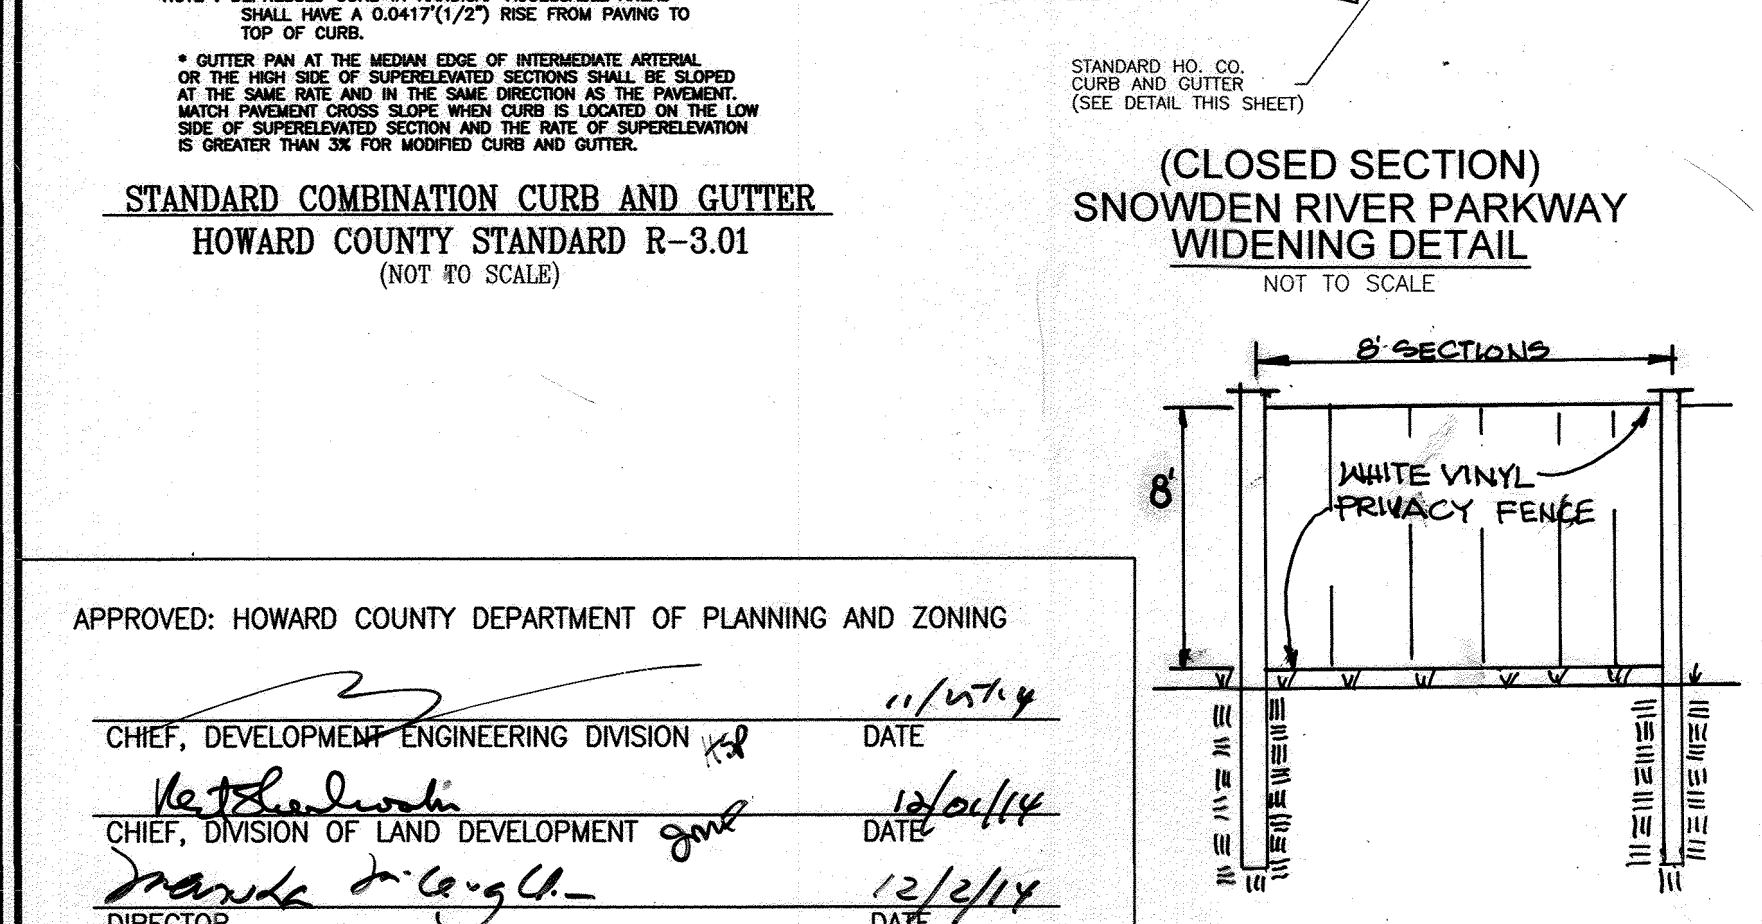 SHALL HAVE A 0.0417'(1/2") RISE FROM PAVING TO
TOP OF CURB.
* GUTTER PAN AT THE MEDIAN EDGE OF INTERMEDIATE ARTERIAL
OR THE HIGH SIDE OF SUPERELEVATED SECTIONS SHALL BE SLOPED
AT THE SAME RATE AND IN THE SAME DIRECTION AS THE PAVEMENT.
MATCH PAVEMENT CROSS SLOPE WHEN CURB IS LOCATED ON THE LOW
SIDE OF SUPERELEVATED SECTION AND THE RATE OF SUPERELEVATION
IS GREATER THAN 3% FOR MODIFIED CURB AND GUTTER.
STANDARD COMBINATION CURB AND GUTTER
HOWARD COUNTY STANDARD R-3.01
(NOT TO SCALE)
STANDARD HO. CO.
CURB AND GUTTER
(SEE DETAIL THIS SHEET)
(CLOSED SECTION)
SNOWDEN RIVER PARKWAY
WIDENING DETAIL
NOT TO SCALE
8' SECTIONS
8'
WHITE VINYL
PRIVACY FENCE
APPROVED: HOWARD COUNTY DEPARTMENT OF PLANNING AND ZONING
CHIEF, DEVELOPMENT ENGINEERING DIVISION
DATE
12/01/14
CHIEF, DIVISION OF LAND DEVELOPMENT
DATE
12/2/14
DIRECTOR
DATE